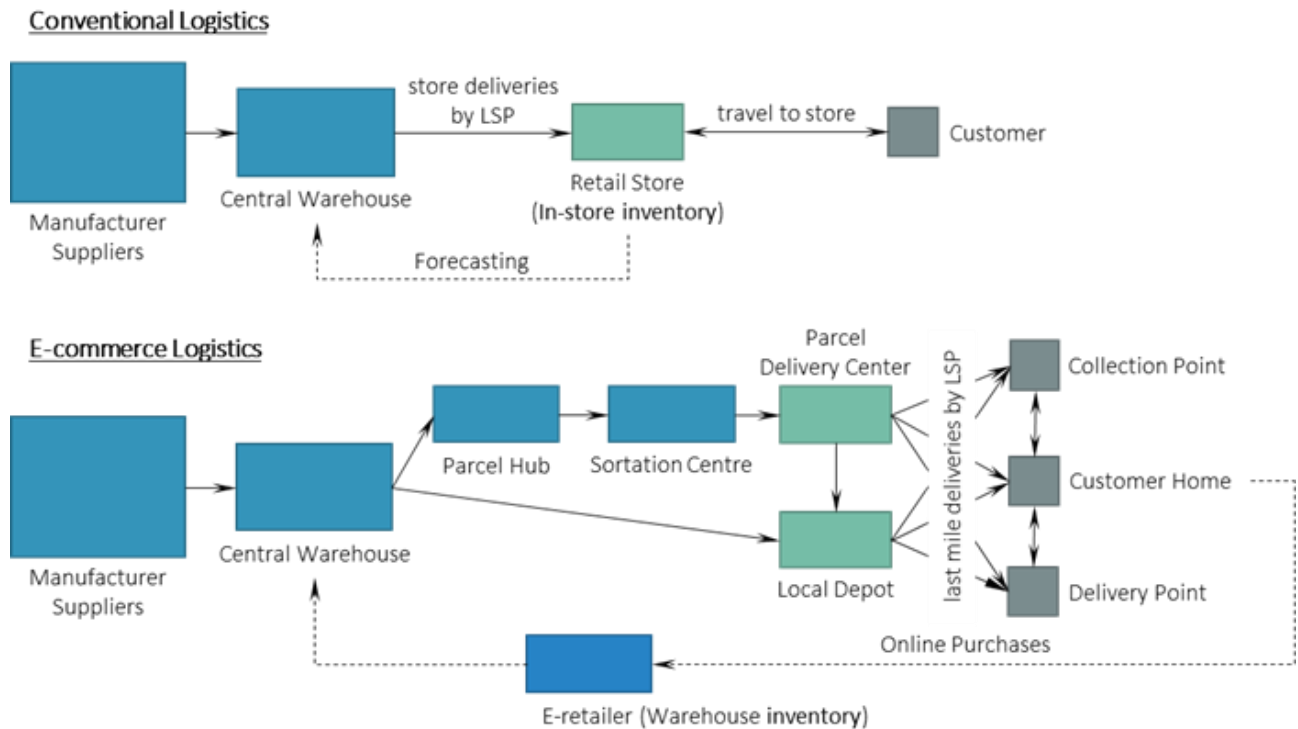 Conventional Logistics
store deliveries
by LSP
travel to store
Customer
Central Warehouse
Retail Store
(In-store inventory)
Manufacturer
Suppliers
Forecasting
E-commerce Logistics
Parcel
Delivery Center
Collection Point
Parcel Hub
Sortation Centre
last mile deliveries by LSP
Customer Home
Central Warehouse
Manufacturer
Suppliers
Local Depot
Delivery Point
Online Purchases
E-retailer (Warehouse inventory)